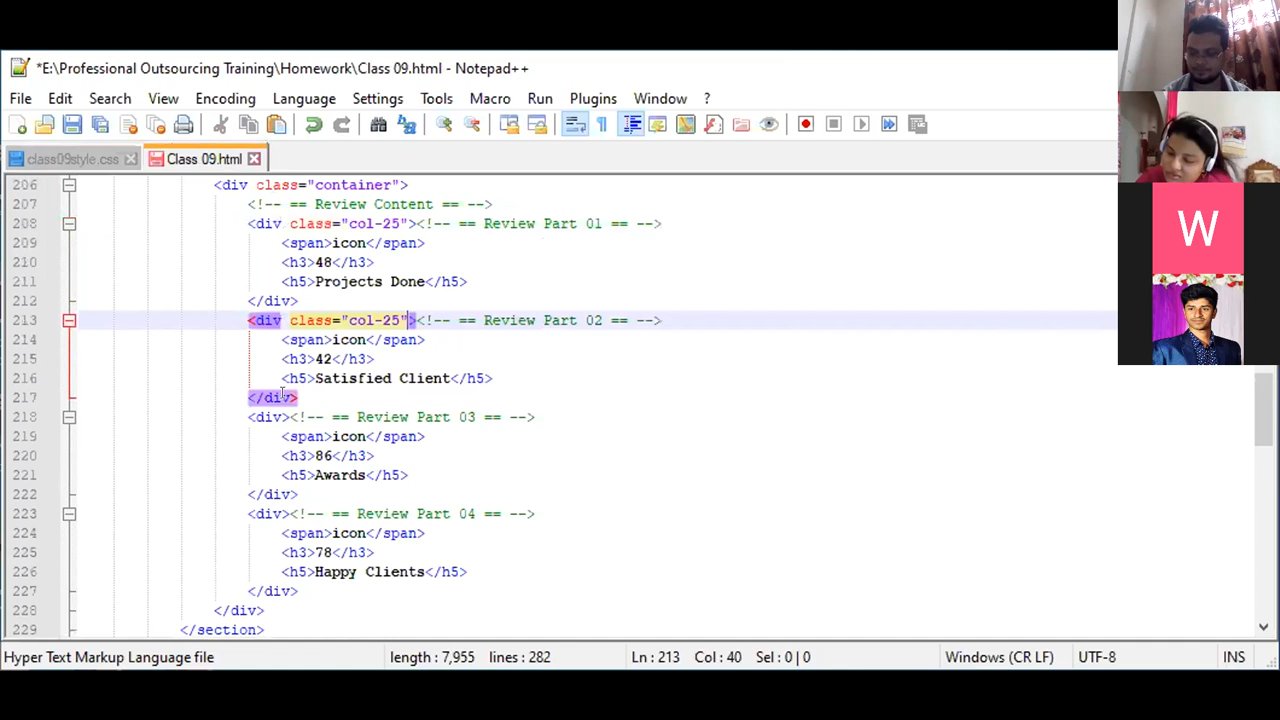 *E:\Professional Outsourcing Training\Homework\Class 09.html - Notepad++
File Edit Search View Encoding Language Settings Tools Macro Run Plugins Window ?
class09style.css Class 09.html
206 <div class="container">
207 <!-- == Review Content == -->
208 <div class="col-25"><!-- == Review Part 01 == -->
209 <span>icon</span>
210 <h3>48</h3>
211 <h5>Projects Done</h5>
212 </div>
213 <div class="col-25"><!-- == Review Part 02 == -->
214 <span>icon</span>
215 <h3>42</h3>
216 <h5>Satisfied Client</h5>
217 </div>
218 <div><!-- == Review Part 03 == -->
219 <span>icon</span>
220 <h3>86</h3>
221 <h5>Awards</h5>
222 </div>
223 <div><!-- == Review Part 04 == -->
224 <span>icon</span>
225 <h3>78</h3>
226 <h5>Happy Clients</h5>
227 </div>
228 </div>
229 </section>
Hyper Text Markup Language file length : 7,955 lines : 282 Ln : 213 Col : 40 Sel : 0 | 0 Windows (CR LF) UTF-8 INS
W